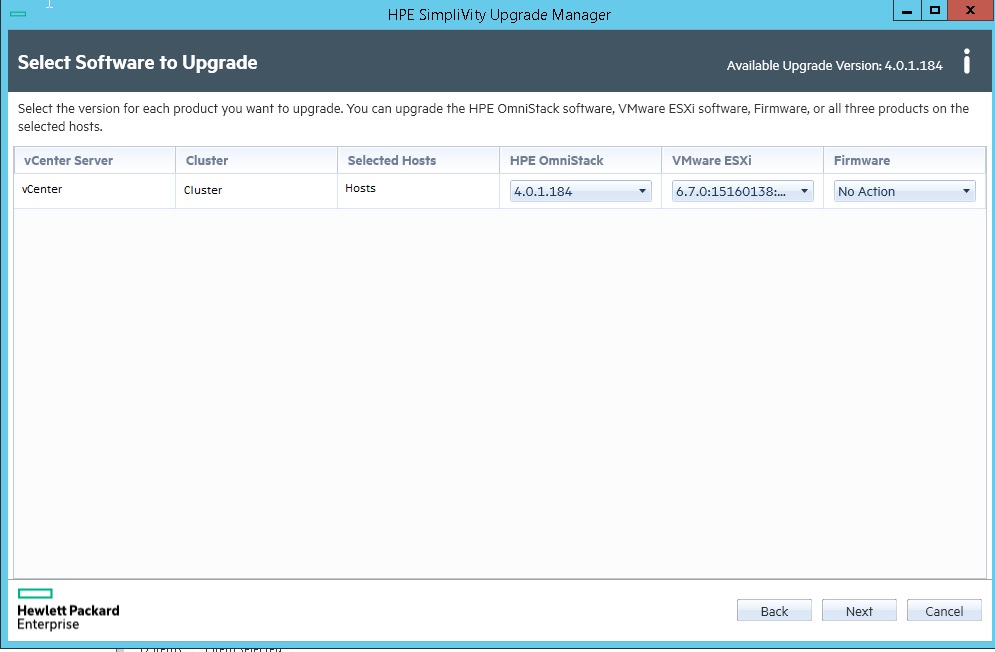 HPE SimpliVity Upgrade Manager
Select Software to Upgrade
Available Upgrade Version: 4.0.1.184
Select the version for each product you want to upgrade. You can upgrade the HPE OmniStack software, VMware ESXi software, Firmware, or all three products on the
selected hosts.
vCenter Server Cluster Selected Hosts HPE OmniStack VMware ESXi Firmware
vCenter Cluster Hosts 4.0.1.184 6.7.0:15160138:... No Action
Hewlett Packard
Enterprise
Back Next Cancel